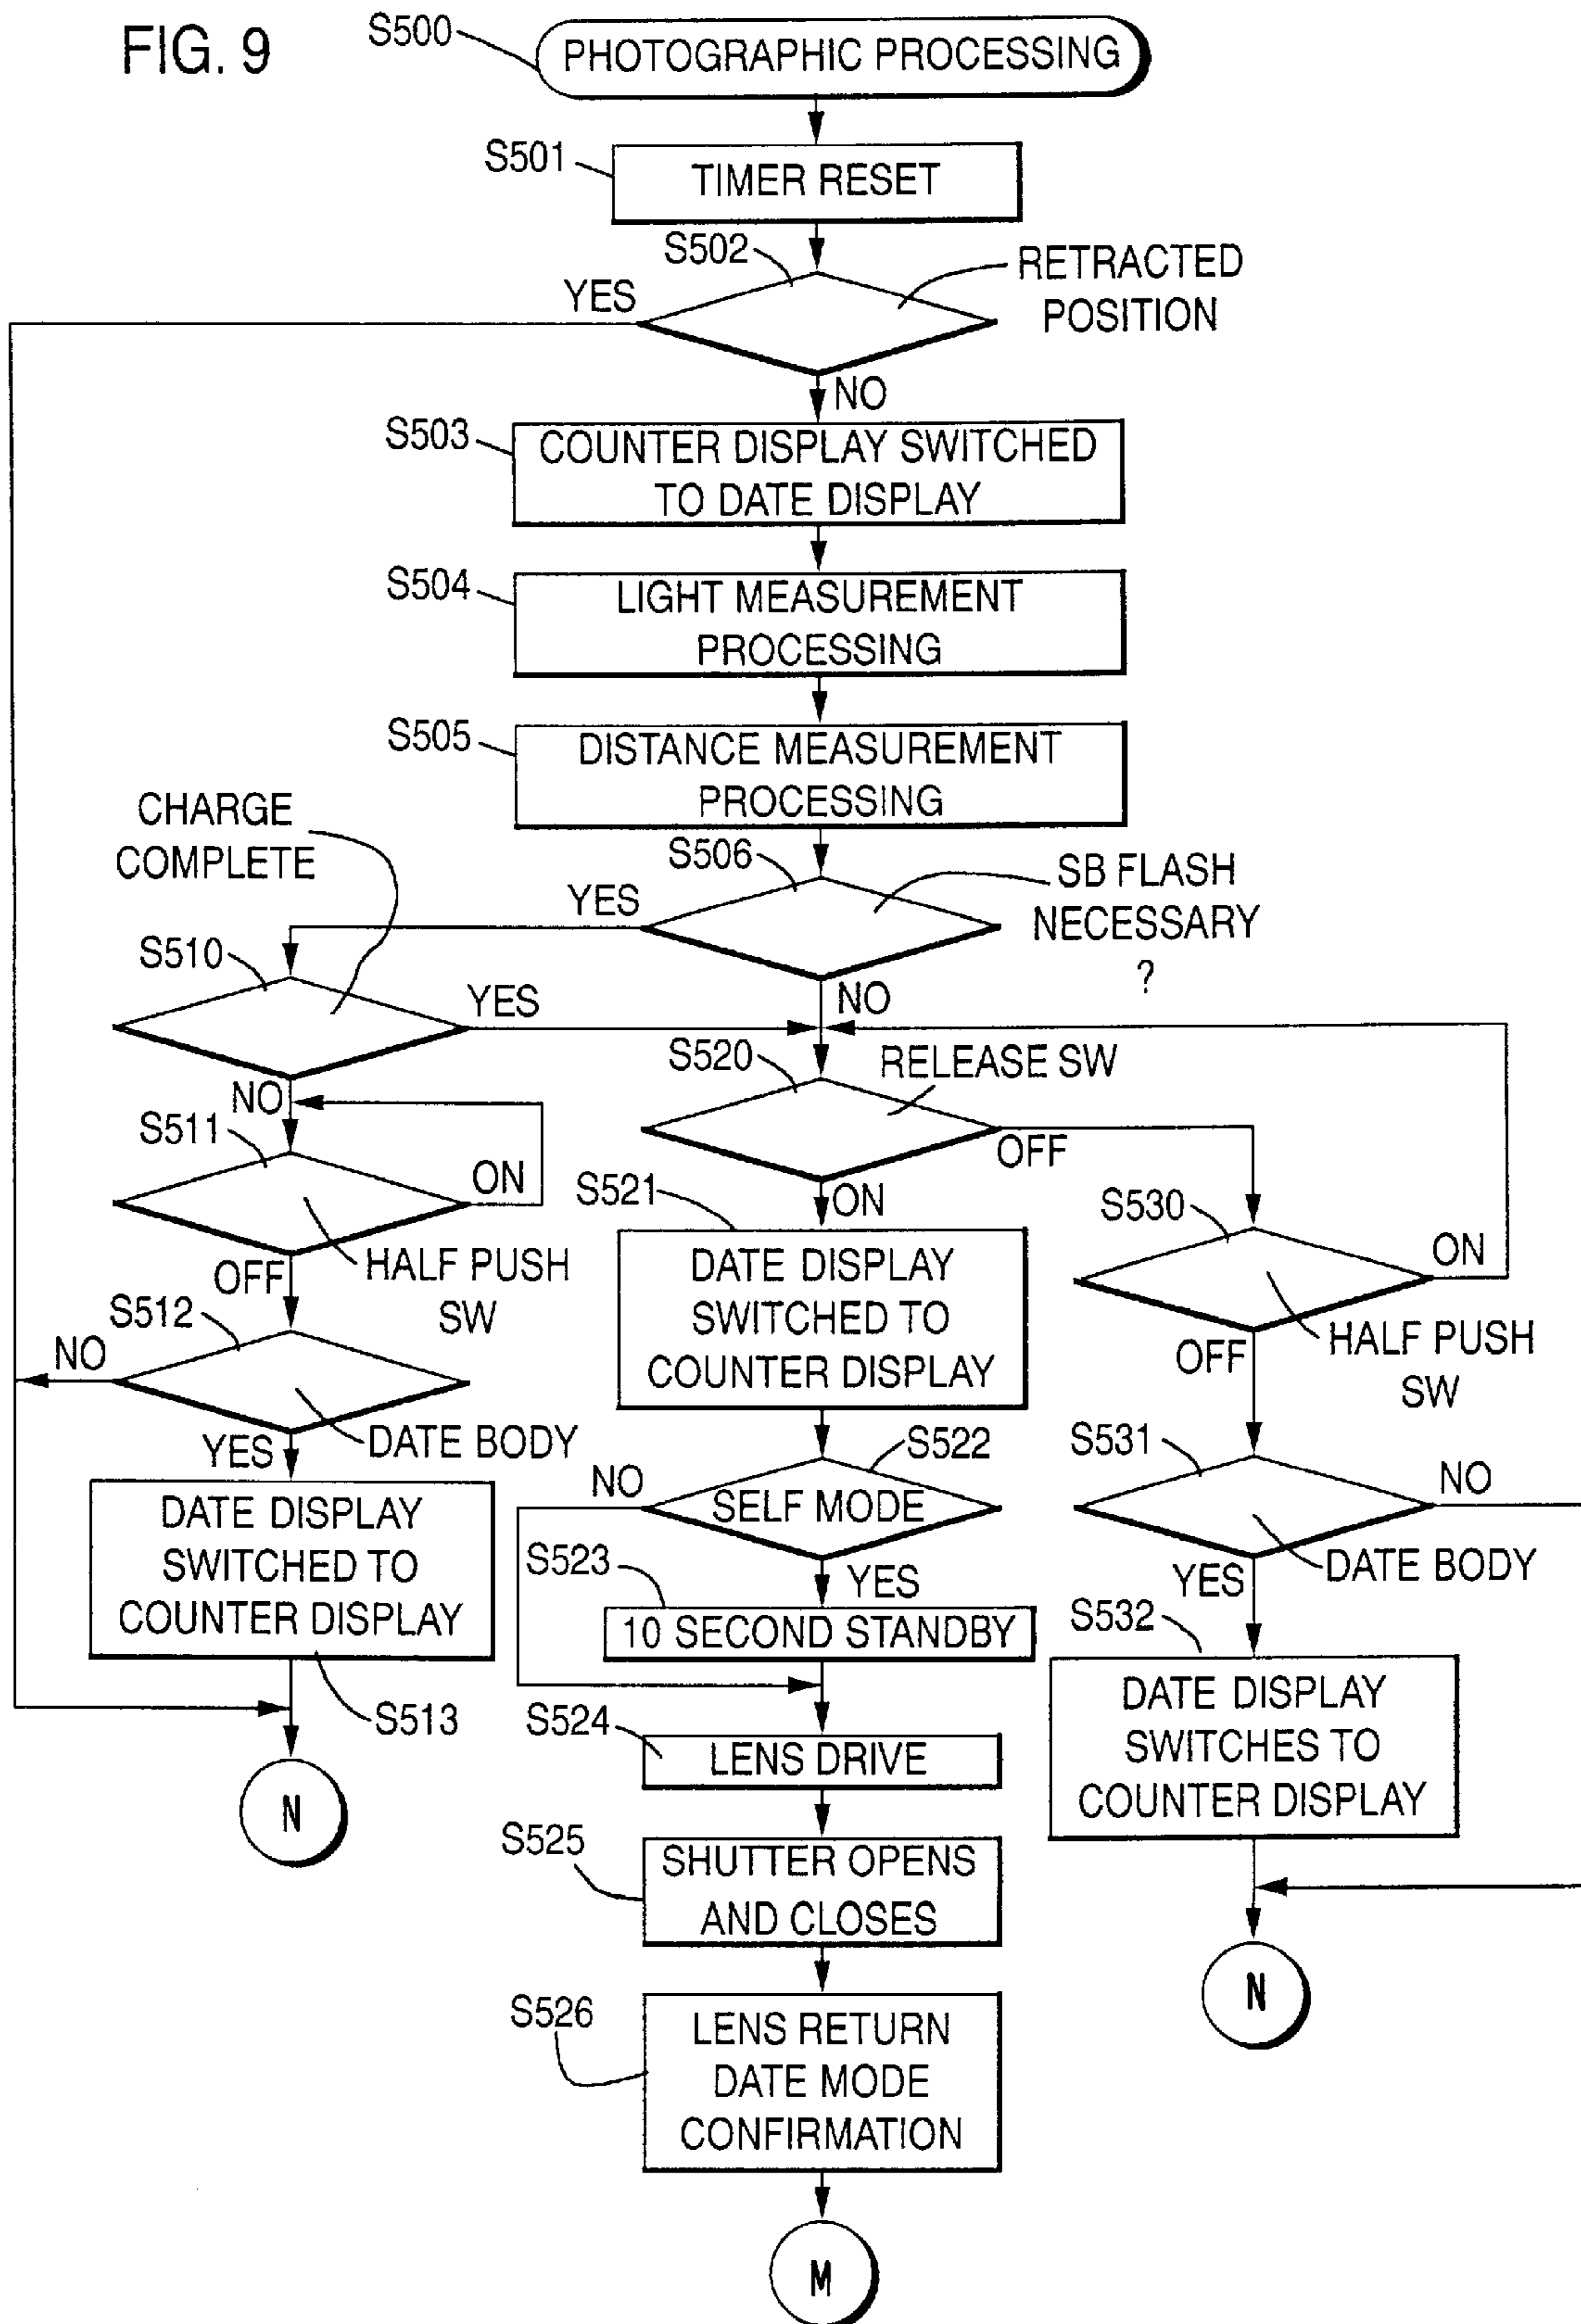 FIG. 9
S500
PHOTOGRAPHIC PROCESSING
S501
TIMER RESET
S502
RETRACTED
POSITION
YES
NO
S503
COUNTER DISPLAY SWITCHED
TO DATE DISPLAY
S504
LIGHT MEASUREMENT
PROCESSING
S505
DISTANCE MEASUREMENT
PROCESSING
CHARGE
COMPLETE
S506
SB FLASH
NECESSARY
?
YES
NO
S510
YES
NO
S511
ON
HALF PUSH
SW
OFF
S512
NO
DATE BODY
YES
DATE DISPLAY
SWITCHED TO
COUNTER DISPLAY
S513
N
S520
RELEASE SW
OFF
ON
S521
DATE DISPLAY
SWITCHED TO
COUNTER DISPLAY
S522
NO
SELF MODE
YES
S523
10 SECOND STANDBY
S524
LENS DRIVE
S525
SHUTTER OPENS
AND CLOSES
S526
LENS RETURN
DATE MODE
CONFIRMATION
M
S530
ON
HALF PUSH
SW
OFF
S531
NO
DATE BODY
YES
S532
DATE DISPLAY
SWITCHES TO
COUNTER DISPLAY
N